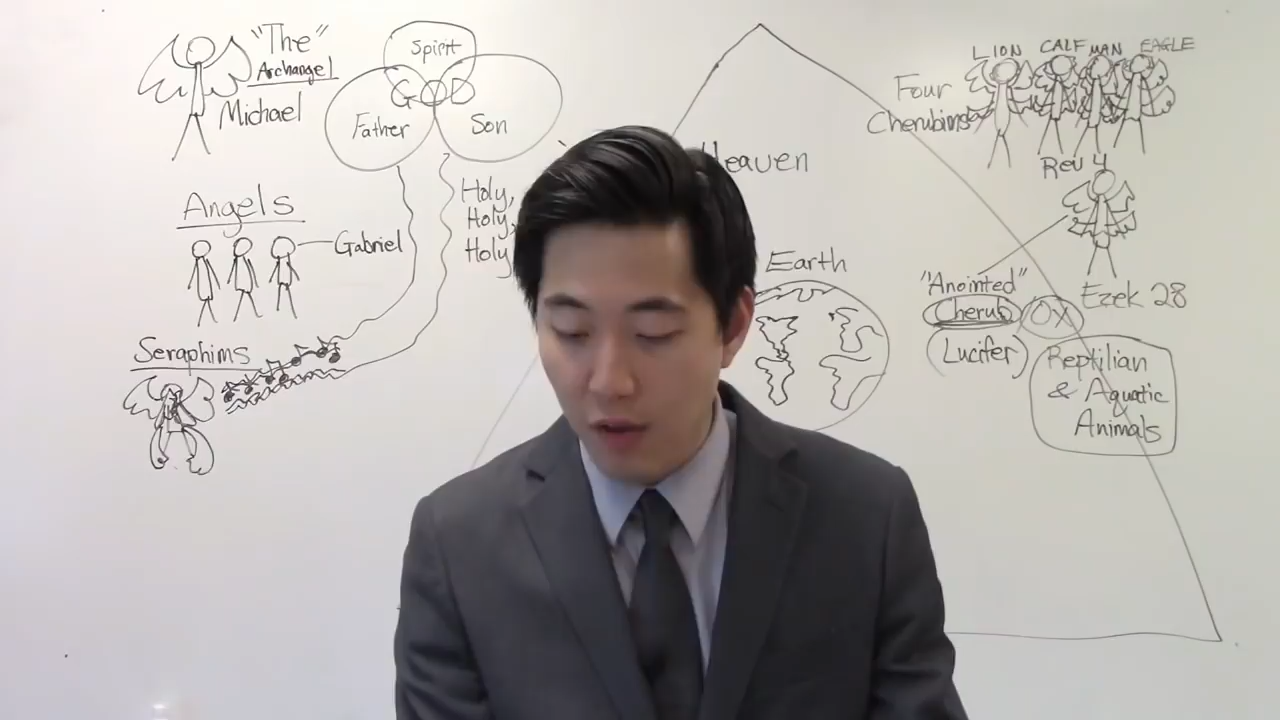 "The"
Archangel
Michael
Spirit
GOD
Father
Son
Angels
Gabriel
Holy,
Holy,
Holy
Seraphims
Heaven
Earth
LION CALF MAN EAGLE
Four
Cherubims
Rev 4
"Anointed"
Cherub OX
Ezek 28
(Lucifer)
Reptilian
& Aquatic
Animals